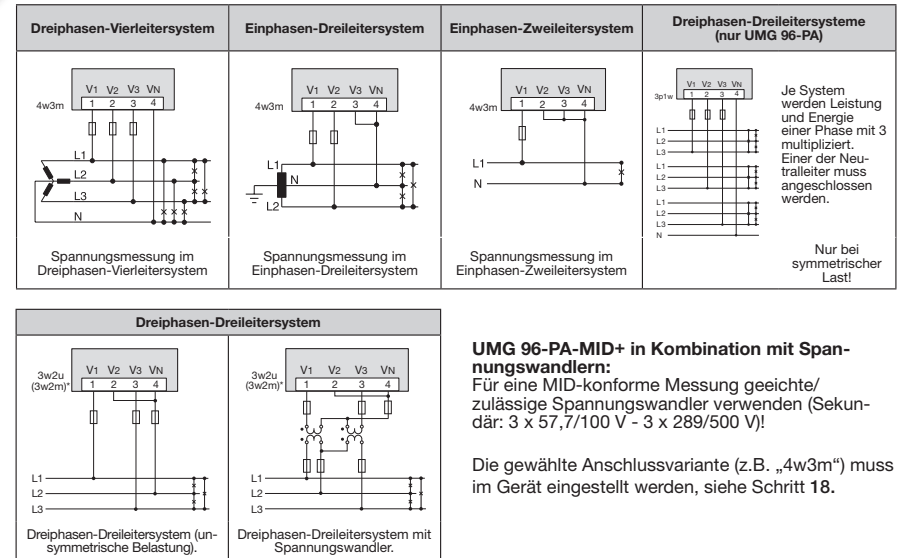 Dreiphasen-Vierleitersystem
Einphasen-Dreileitersystem
Einphasen-Zweileitersystem
Dreiphasen-Dreileitersysteme
(nur UMG 96-PA)
4w3m
V1 V2 V3 VN
1 2 3 4
L1
L2
L3
N
Spannungsmessung im
Dreiphasen-Vierleitersystem
4w3m
V1 V2 V3 VN
1 2 3 4
L1
N
L2
Spannungsmessung im
Einphasen-Dreileitersystem
4w3m
V1 V2 V3 VN
1 2 3 4
L1
N
Spannungsmessung im
Einphasen-Zweileitersystem
3p1w
V1 V2 V3 VN
1 2 3 4
L1
L2
L3
L1
L2
L3
L1
L2
L3
N
Je System
werden Leistung
und Energie
einer Phase mit 3
multipliziert.
Einer der Neu-
tralleiter muss
angeschlossen
werden.
Nur bei
symmetrischer
Last!
Dreiphasen-Dreileitersystem
3w2u
(3w2m)*
V1 V2 V3 VN
1 2 3 4
L1
L2
L3
Dreiphasen-Dreileitersystem (un-
symmetrische Belastung).
3w2u
(3w2m)*
V1 V2 V3 VN
1 2 3 4
L1
L2
L3
Dreiphasen-Dreileitersystem mit
Spannungswandler.
UMG 96-PA-MID+ in Kombination mit Span-
nungswandlern:
Für eine MID-konforme Messung geeichte/
zulässige Spannungswandler verwenden (Sekun-
där: 3 x 57,7/100 V - 3 x 289/500 V)!
Die gewählte Anschlussvariante (z.B. „4w3m“) muss
im Gerät eingestellt werden, siehe Schritt 18.